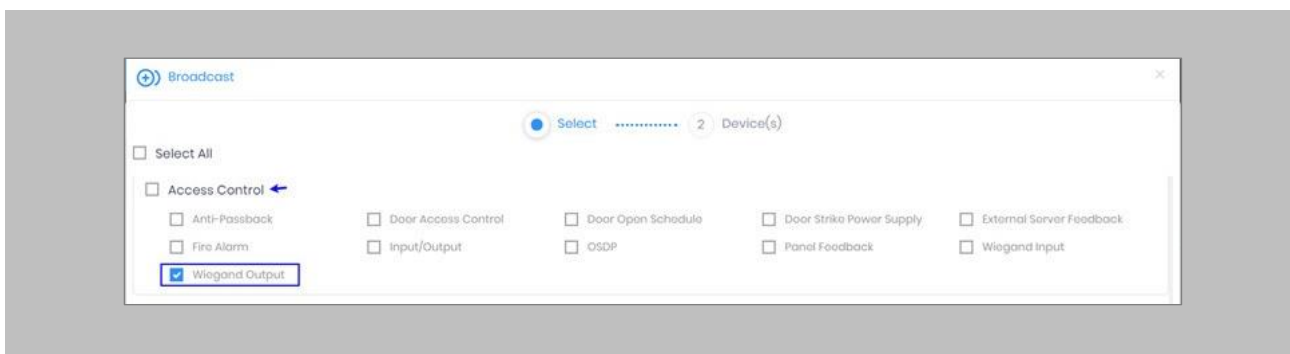 Broadcast
Select 2 Device(s)
Select All
Access Control
Anti-Passback Door Access Control Door Open Schedule Door Strike Power Supply External Server Feedback
Fire Alarm Input/Output OSDP Panel Feedback Wiegand Input
Wiegand Output